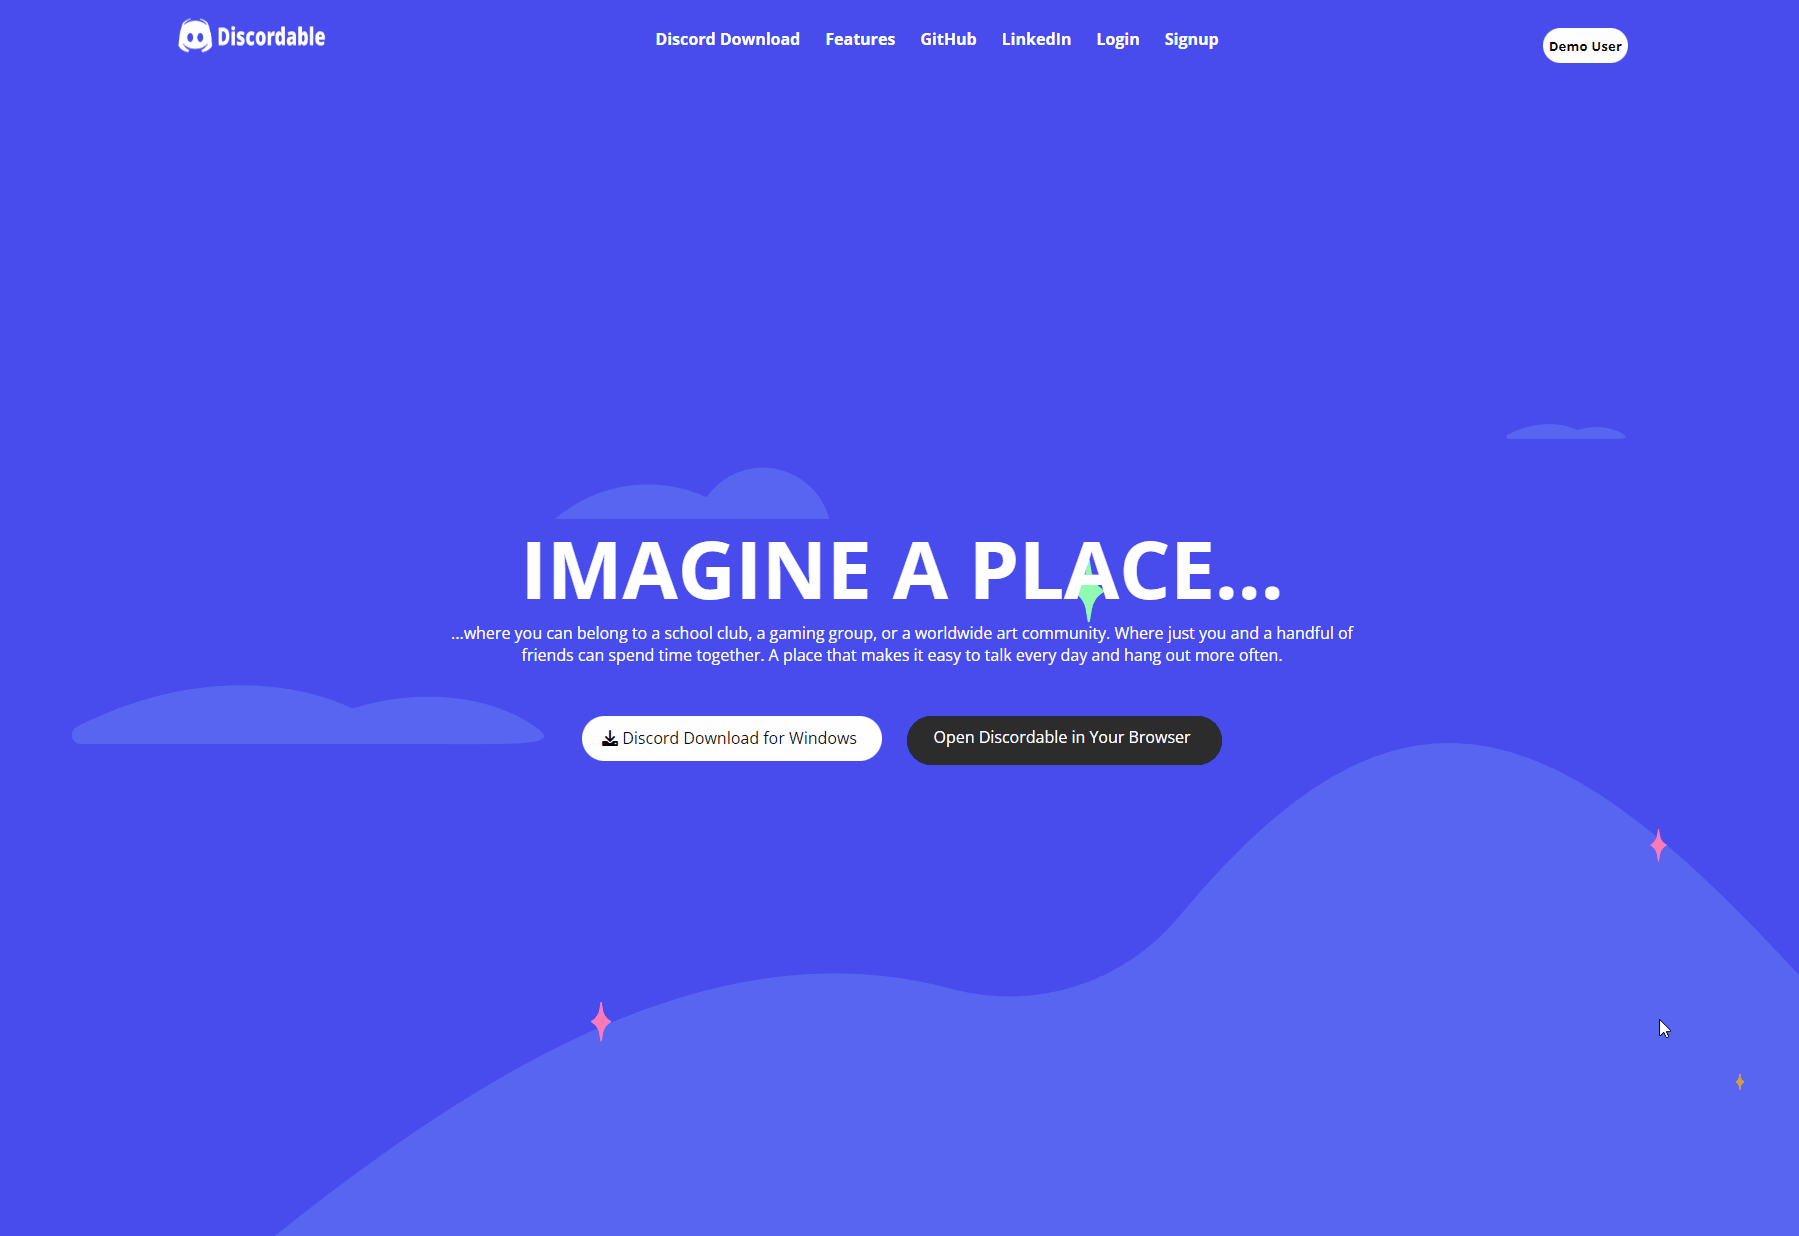 Discordable
Discord Download
Features
GitHub
LinkedIn
Login
Signup
Demo User
IMAGINE A PLACE...
...where you can belong to a school club, a gaming group, or a worldwide art community. Where just you and a handful of
friends can spend time together. A place that makes it easy to talk every day and hang out more often.
Discord Download for Windows
Open Discordable in Your Browser